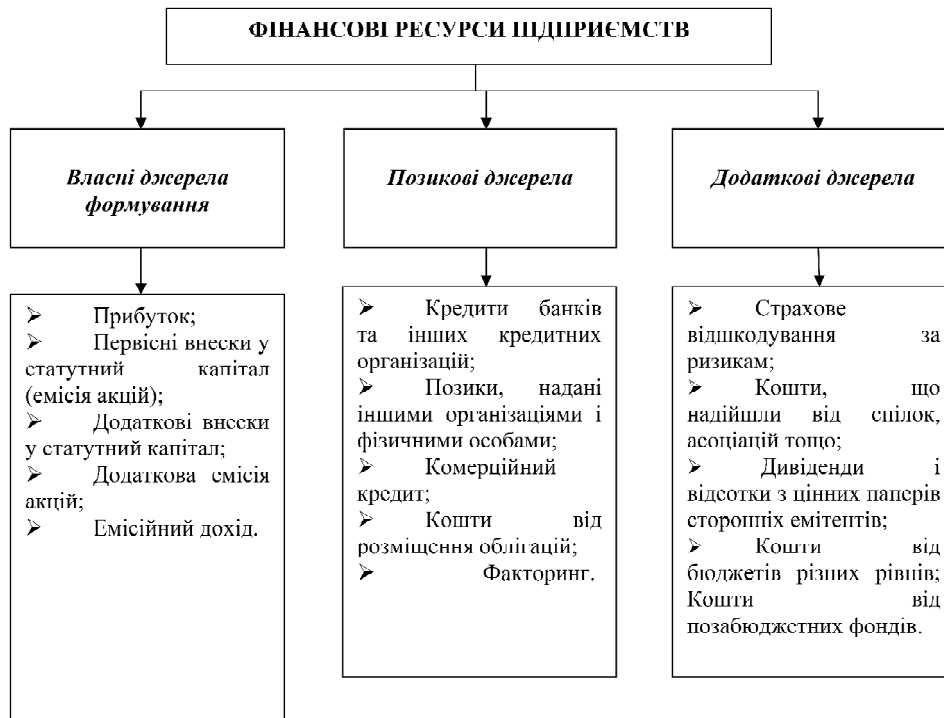 ФІНАНСОВІ РЕСУРСИ ПІДПРИЄМСТВ
Власні джерела
формування
➢ Прибуток;
➢ Первісні внески у
статутний капітал
(емісія акцій);
➢ Додаткові внески
у статутний капітал;
➢ Додаткова емісія
акцій;
➢ Емісійний дохід.
Позикові джерела
➢ Кредити банків
та інших кредитних
організацій;
➢ Позики, надані
іншими організаціями і
фізичними особами;
➢ Комерційний
кредит;
➢ Кошти від
розміщення облігацій;
➢ Факторинг.
Додаткові джерела
➢ Страхове
відшкодування за
ризикам;
➢ Кошти, що
надійшли від спілок,
асоціацій тощо;
➢ Дивіденди і
відсотки з цінних паперів
сторонніх емітентів;
➢ Кошти від
бюджетів різних рівнів;
Кошти від
позабюджетних фондів.